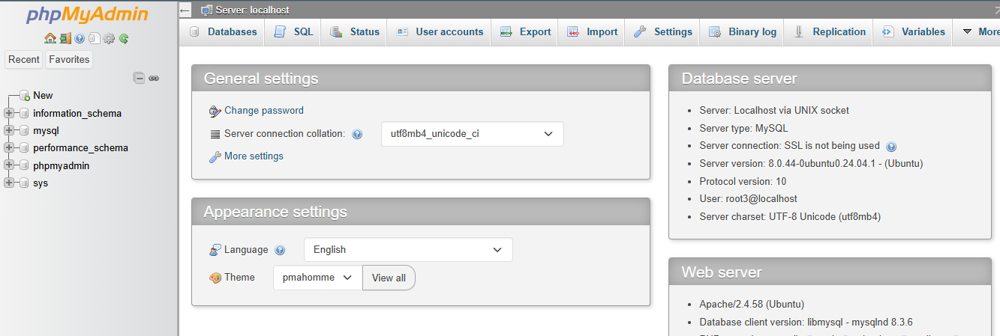 phpMyAdmin
Recent Favorites
New
information_schema
mysql
performance_schema
phpmyadmin
sys
Server: localhost
Databases SQL Status User accounts Export Import Settings Binary log Replication Variables More
General settings
Change password
Server connection collation: utf8mb4_unicode_ci
More settings
Appearance settings
Language English
Theme pmahomme View all
Database server
Server: Localhost via UNIX socket
Server type: MySQL
Server connection: SSL is not being used
Server version: 8.0.44-0ubuntu0.24.04.1 - (Ubuntu)
Protocol version: 10
User: root3@localhost
Server charset: UTF-8 Unicode (utf8mb4)
Web server
Apache/2.4.58 (Ubuntu)
Database client version: libmysql - mysqlnd 8.3.6